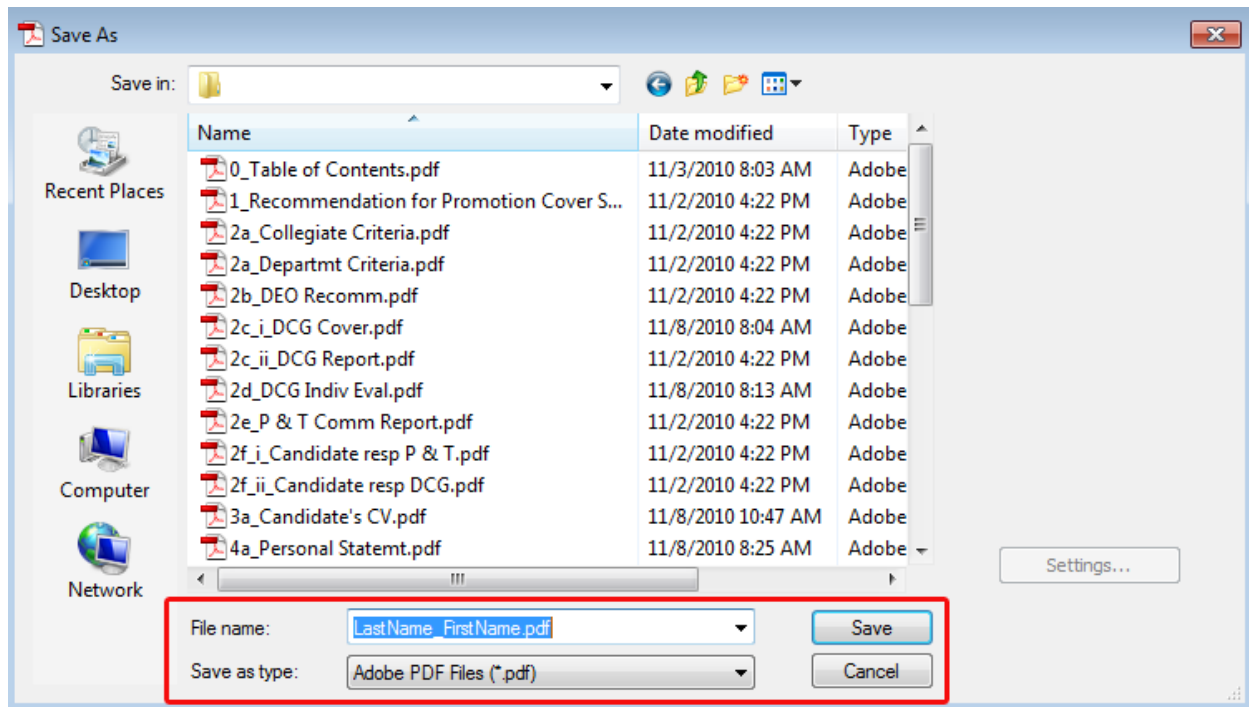 Save As
Save in:
Name Date modified Type
0_Table of Contents.pdf 11/3/2010 8:03 AM Adobe
1_Recommendation for Promotion Cover S... 11/2/2010 4:22 PM Adobe
2a_Collegiate Criteria.pdf 11/2/2010 4:22 PM Adobe
2a_Departmt Criteria.pdf 11/2/2010 4:22 PM Adobe
2b_DEO Recomm.pdf 11/2/2010 4:22 PM Adobe
2c_i_DCG Cover.pdf 11/8/2010 8:04 AM Adobe
2c_ii_DCG Report.pdf 11/2/2010 4:22 PM Adobe
2d_DCG Indiv Eval.pdf 11/8/2010 8:13 AM Adobe
2e_P & T Comm Report.pdf 11/2/2010 4:22 PM Adobe
2f_i_Candidate resp P & T.pdf 11/2/2010 4:22 PM Adobe
2f_ii_Candidate resp DCG.pdf 11/2/2010 4:22 PM Adobe
3a_Candidate's CV.pdf 11/8/2010 10:47 AM Adobe
4a_Personal Statemt.pdf 11/8/2010 8:25 AM Adobe
Recent Places
Desktop
Libraries
Computer
Network
Settings...
File name: LastName_FirstName.pdf Save
Save as type: Adobe PDF Files (*.pdf) Cancel